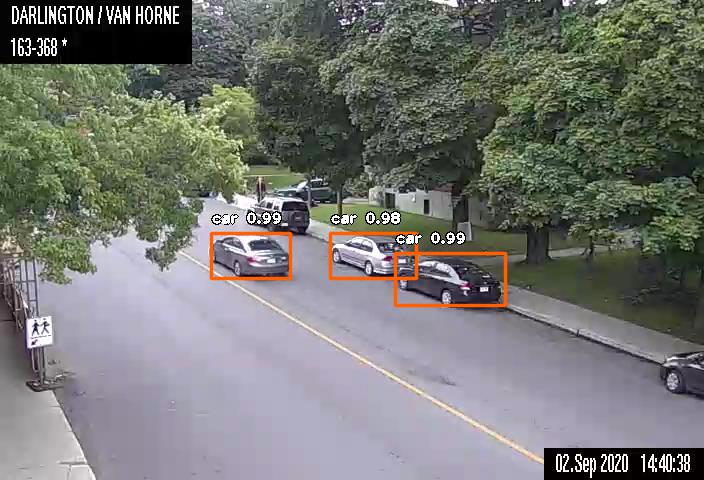 DARLINGTON / VAN HORNE
163-368 *
car 0.99
car 0.98
car 0.99
02.Sep 2020 14:40:38